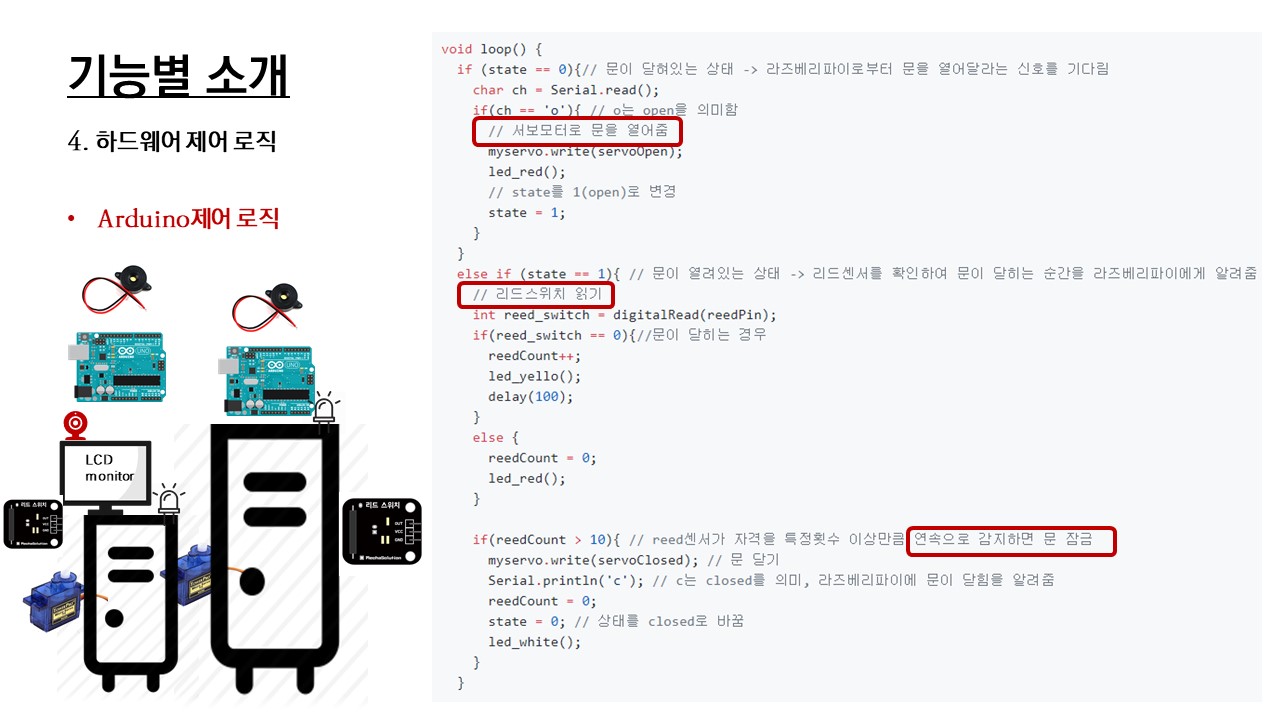 기능별 소개
4. 하드웨어 제어 로직
• Arduino제어 로직
LCD
monitor
리드 스위치
OUT
VCC
GND
리드 스위치
OUT
VCC
GND
void loop() {
if (state == 0){// 문이 닫혀있는 상태 -> 라즈베리파이로부터 문을 열어달라는 신호를 기다림
char ch = Serial.read();
if(ch == 'o'){ // o는 open을 의미함
// 서보모터로 문을 열어줌
myservo.write(servoOpen);
led_red();
// state를 1(open)로 변경
state = 1;
}
}
else if (state == 1){ // 문이 열려있는 상태 -> 리드센서를 확인하여 문이 닫히는 순간을 라즈베리파이에게 알려줌
// 리드스위치 읽기
int reed_switch = digitalRead(reedPin);
if(reed_switch == 0){//문이 닫히는 경우
reedCount++;
led_yello();
delay(100);
}
else {
reedCount = 0;
led_red();
}
if(reedCount > 10){ // reed센서가 자격을 특정횟수 이상만큼 연속으로 감지하면 문 잠금
myservo.write(servoClosed); // 문 닫기
Serial.println('c'); // c는 closed를 의미, 라즈베리파이에 문이 닫힘을 알려줌
reedCount = 0;
state = 0; // 상태를 closed로 바꿈
led_white();
}
}